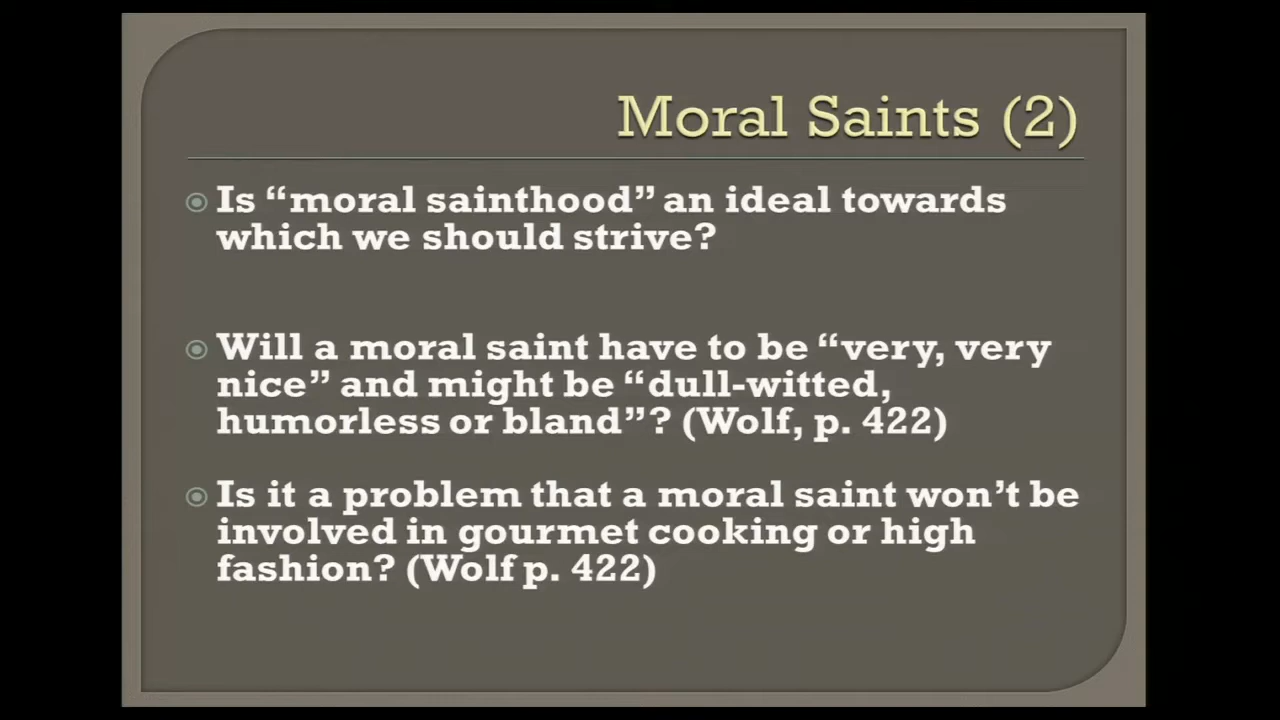 Moral Saints (2)
Is “moral sainthood” an ideal towards
which we should strive?
Will a moral saint have to be “very, very
nice” and might be “dull-witted,
humorless or bland”? (Wolf, p. 422)
Is it a problem that a moral saint won’t be
involved in gourmet cooking or high
fashion? (Wolf p. 422)